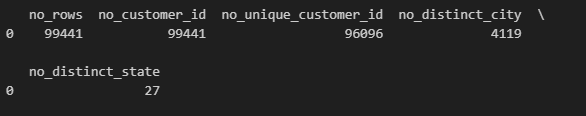 no_rows no_customer_id no_unique_customer_id no_distinct_city \
0 99441 99441 96096 4119
no_distinct_state
0 27